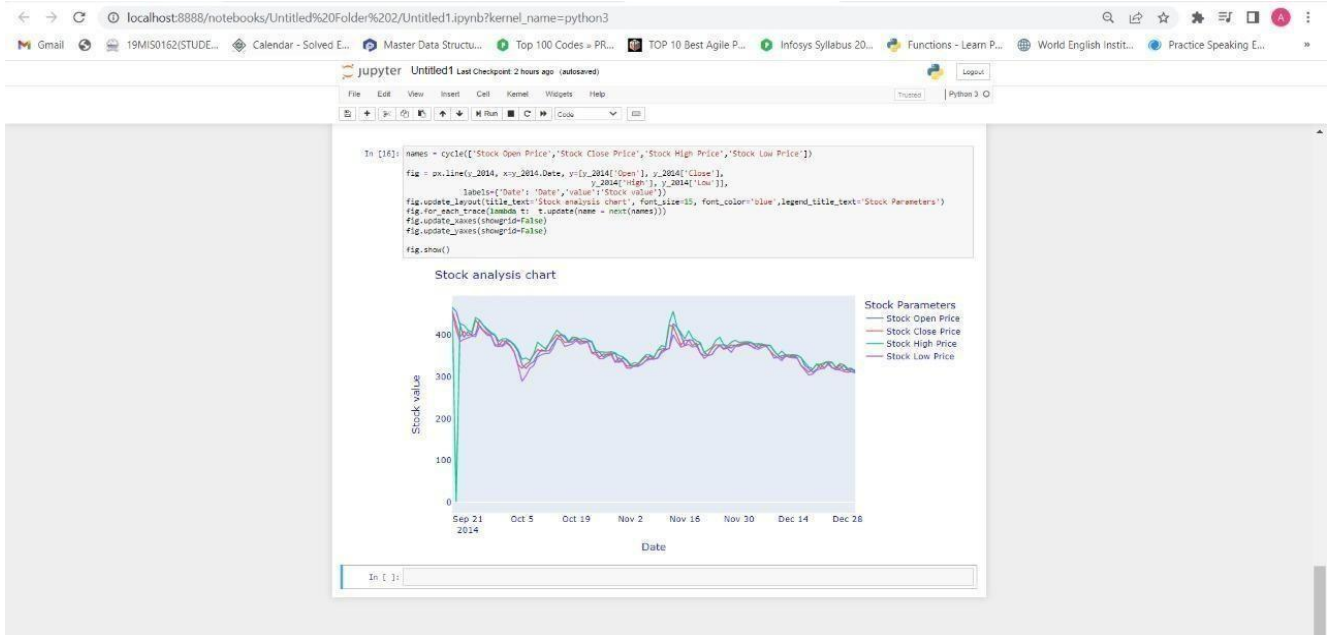 localhost:8888/notebooks/Untitled%20Folder%202/Untitled1.ipynb?kernel_name=python3
A
Gmail 19MIS0162(STUDE... Calendar - Solved E... Master Data Structu... Top 100 Codes » PR... TOP 10 Best Agile P... Infosys Syllabus 20... Functions - Learn P... World English Instit... Practice Speaking E... »
jupyter Untitled1 Last Checkpoint: 2 hours ago (autosaved) Logout
File Edit View Insert Cell Kernel Widgets Help Trusted Python 3
Run Code
In [16]: names = cycle(['Stock Open Price','Stock Close Price','Stock High Price','Stock Low Price'])
fig = px.line(y_2014, x=y_2014.Date, y=[y_2014['Open'], y_2014['Close'],
y_2014['High'], y_2014['Low']],
labels={'Date': 'Date','value':'Stock value'})
fig.update_layout(title_text='Stock analysis chart', font_size=15, font_color='blue',legend_title_text='Stock Parameters')
fig.for_each_trace(lambda t: t.update(name = next(names)))
fig.update_xaxes(showgrid=False)
fig.update_yaxes(showgrid=False)
fig.show()
Stock analysis chart
Stock Parameters
Stock Open Price
Stock Close Price
Stock High Price
Stock Low Price
400
300
200
100
0
Stock value
Sep 21 Oct 5 Oct 19 Nov 2 Nov 16 Nov 30 Dec 14 Dec 28
2014
Date
In [ ]: